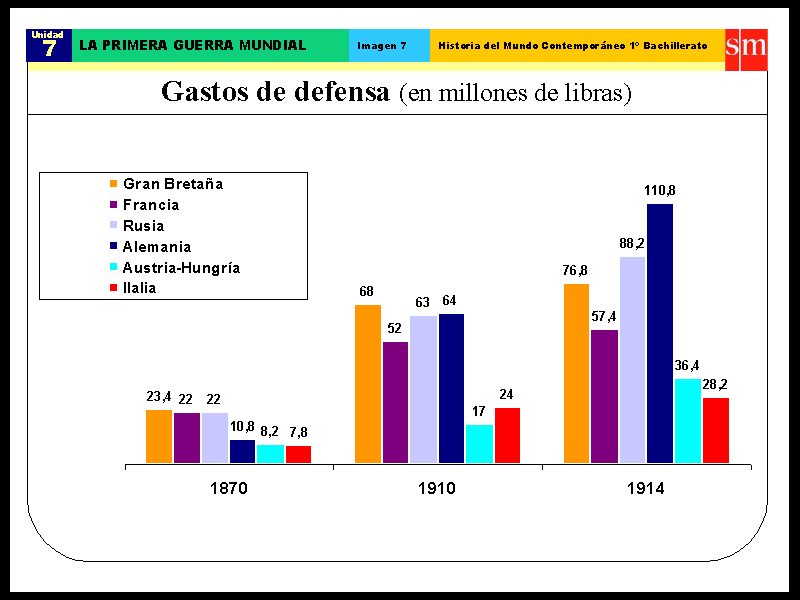 Unidad
7
LA PRIMERA GUERRA MUNDIAL
Imagen 7
Historia del Mundo Contemporáneo 1º Bachillerato
sm
Gastos de defensa (en millones de libras)
Gran Bretaña
Francia
Rusia
Alemania
Austria-Hungría
Ilalia
23,4 22 22 10,8 8,2 7,8
68 52 63 64 17 24
76,8 57,4 88,2 110,8 36,4 28,2
1870 1910 1914